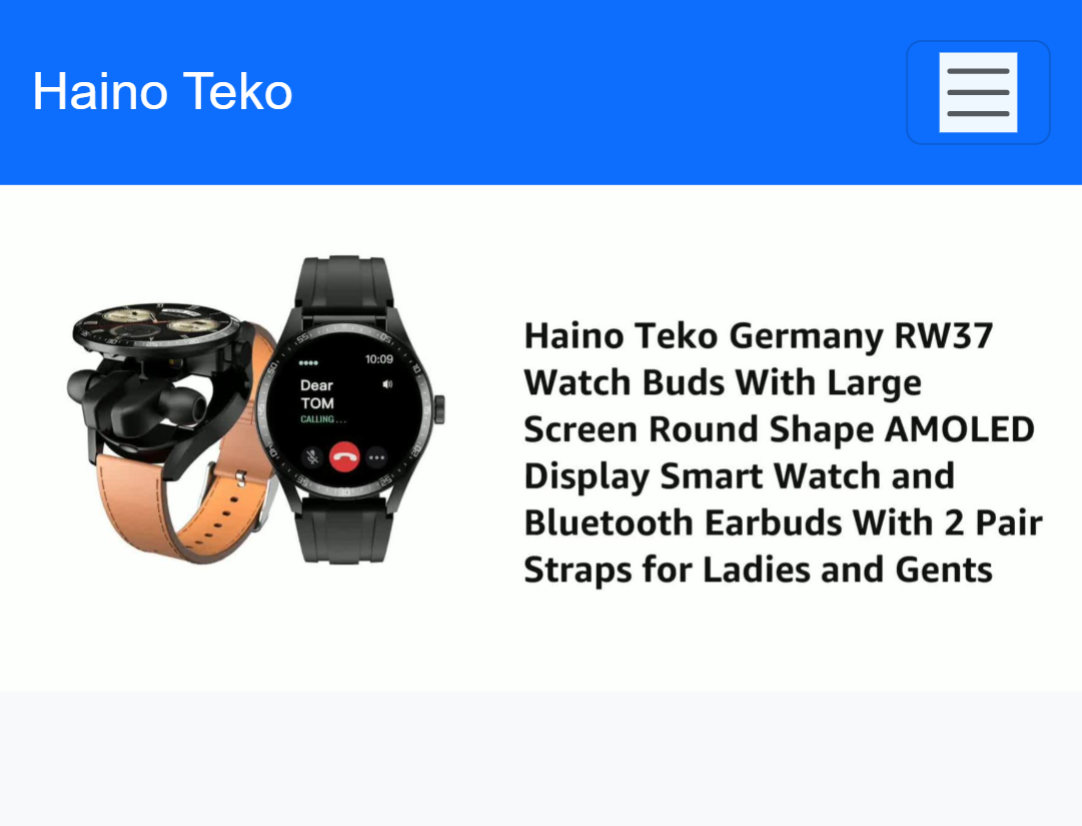 Haino Teko
Haino Teko Germany RW37
Watch Buds With Large
Screen Round Shape AMOLED
Display Smart Watch and
Bluetooth Earbuds With 2 Pair
Straps for Ladies and Gents
10:09
Dear
TOM
CALLING...